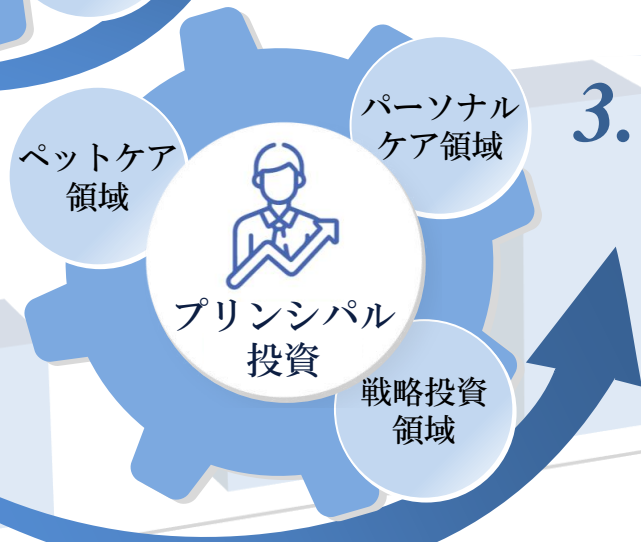 パーソナル
ケア領域
3.
ペットケア
領域
プリンシパル
投資
戦略投資
領域